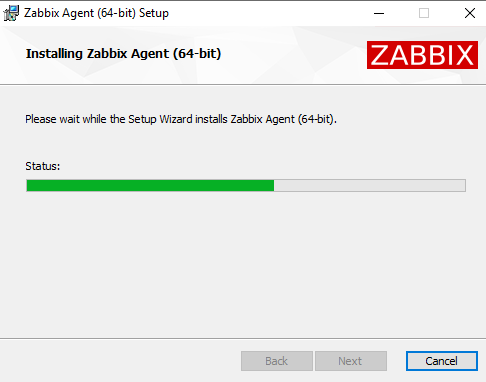 Zabbix Agent (64-bit) Setup
Installing Zabbix Agent (64-bit)
ZABBIX
Please wait while the Setup Wizard installs Zabbix Agent (64-bit).
Status:
Back
Next
Cancel